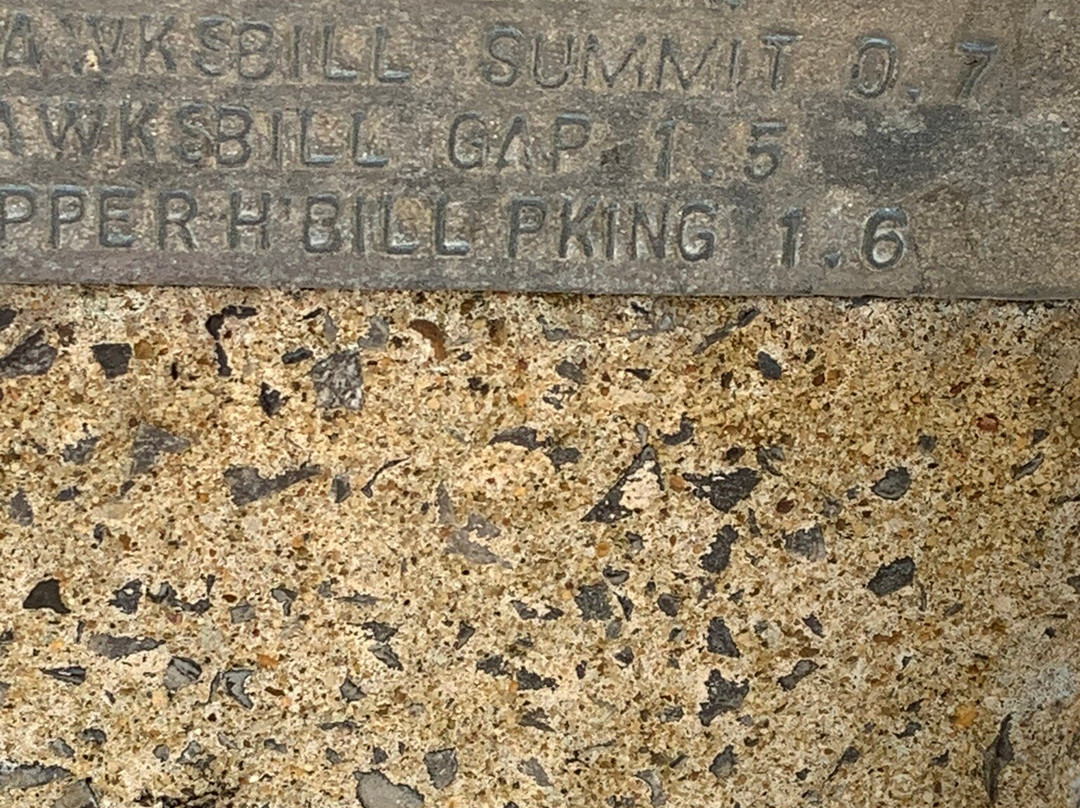 AWKSBILL SUMMIT 0.7
AWKSBILL GAP 1.5
PPER H'BILL PKING 1.6